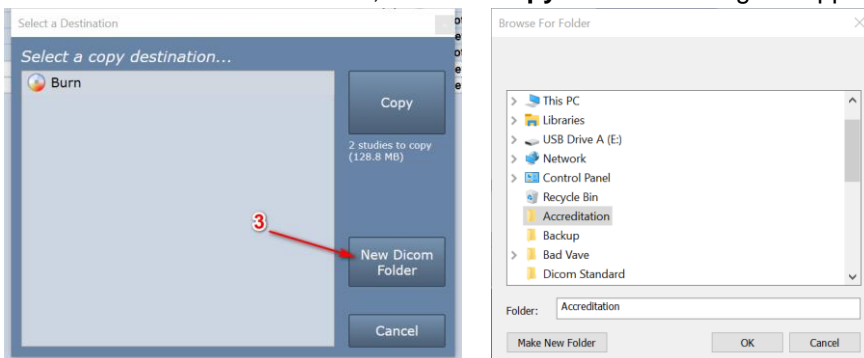 py
Select a Destination
Select a copy destination...
Burn
Copy
2 studies to copy
(128.8 MB)
3
New Dicom
Folder
Cancel
Browse For Folder
This PC
Libraries
USB Drive A (E:)
Network
Control Panel
Recycle Bin
Accreditation
Backup
Bad Vave
Dicom Standard
Folder: Accreditation
Make New Folder OK Cancel